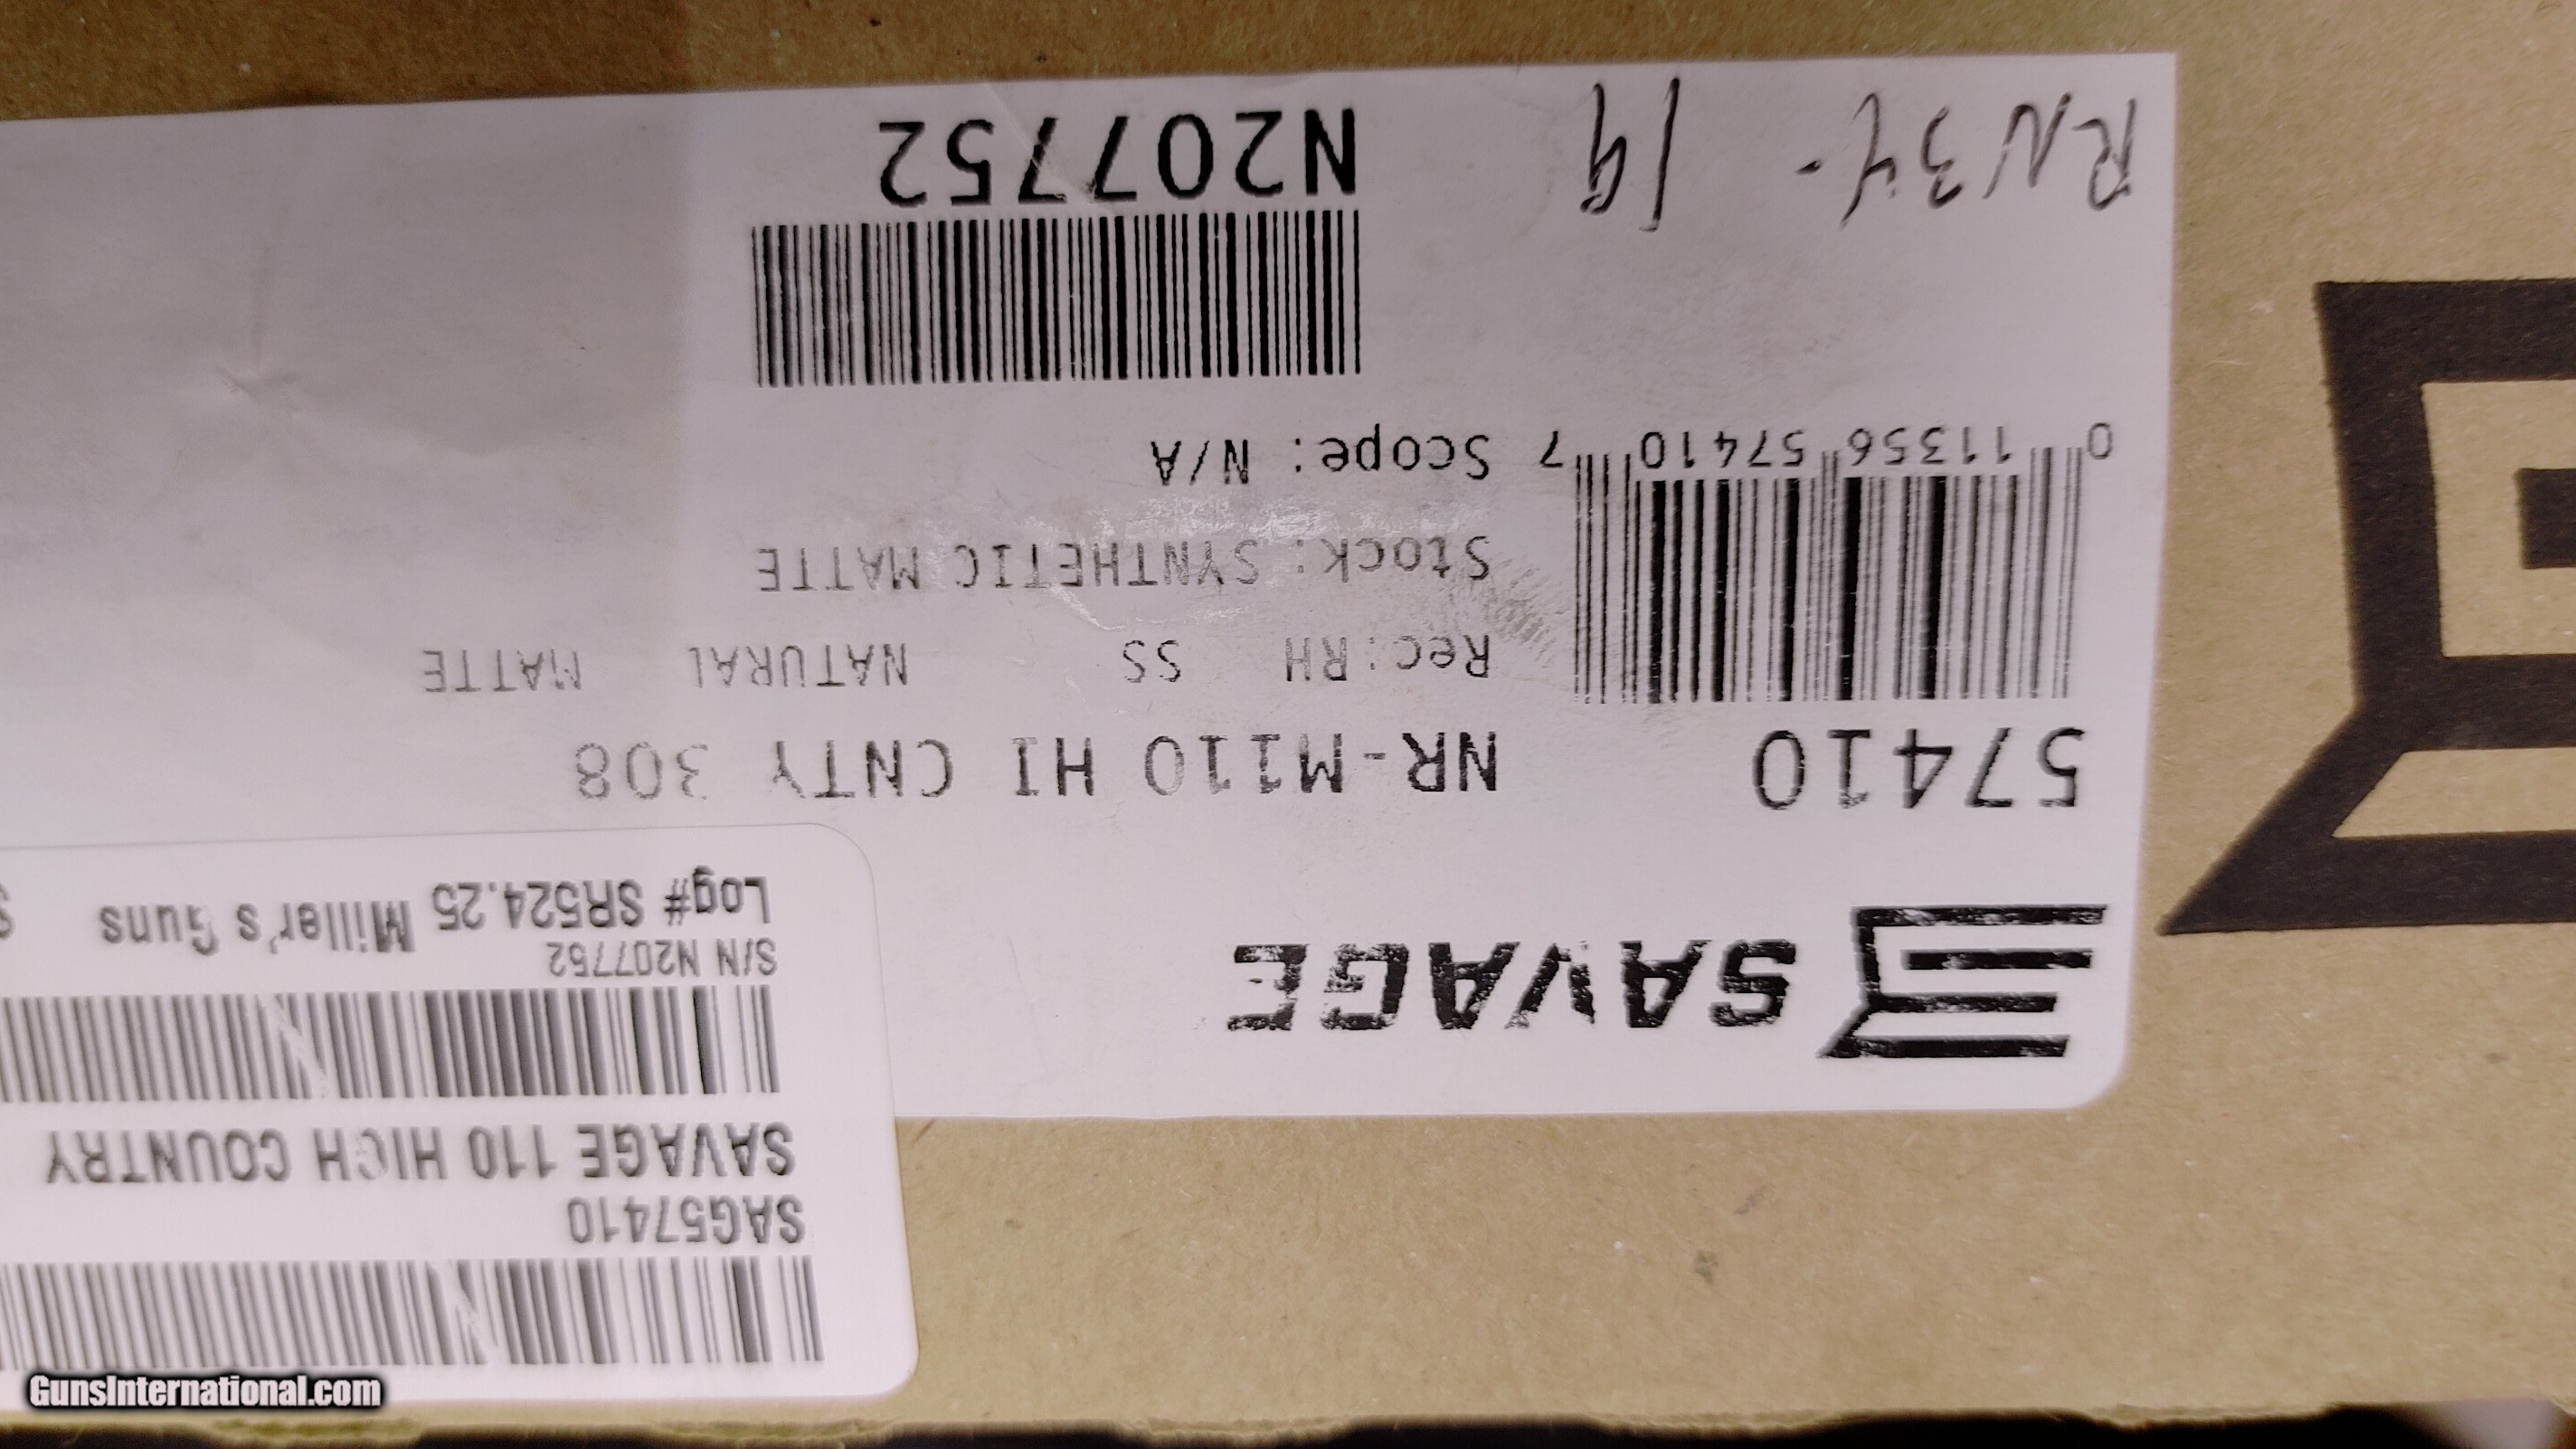 SAVAGE
57410 NR-M110 HI CNTY 308
Rec:RH SS NATURAL MATTE
Stock: SYNTHETIC MATTE
0 11356 57410 7 Scope: N/A
N207752
RN34- 19
SAG57410
SAVAGE 110 HIGH COUNTRY
S/N N207752
Log# SR524.25 Miller's Guns
GunsInternational.com